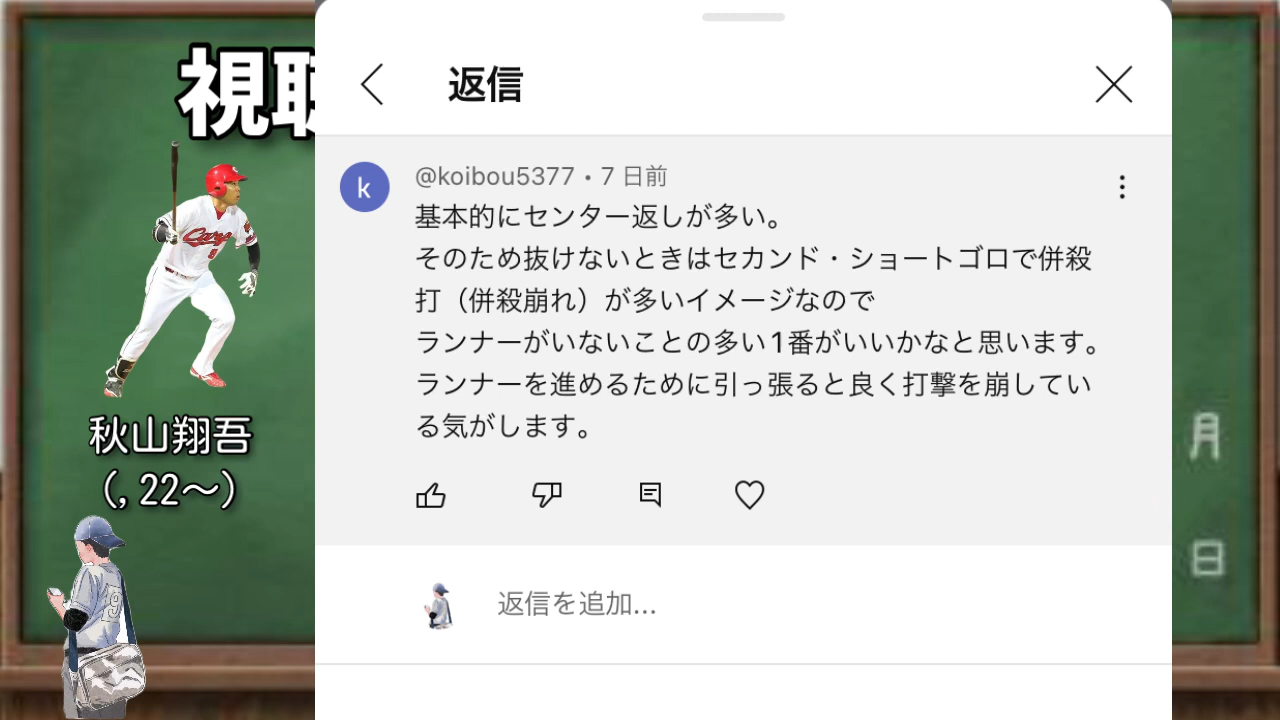 視
返信
k
@koibou5377・7 日前
基本的にセンター返しが多い。
そのため抜けないときはセカンド・ショートゴロで併殺
打（併殺崩れ）が多いイメージなので
ランナーがいないことの多い1番がいいかなと思います。
ランナーを進めるために引っ張ると良く打撃を崩してい
る気がします。
返信を追加...
Carp
秋山翔吾
（, 22〜）
9
月
日